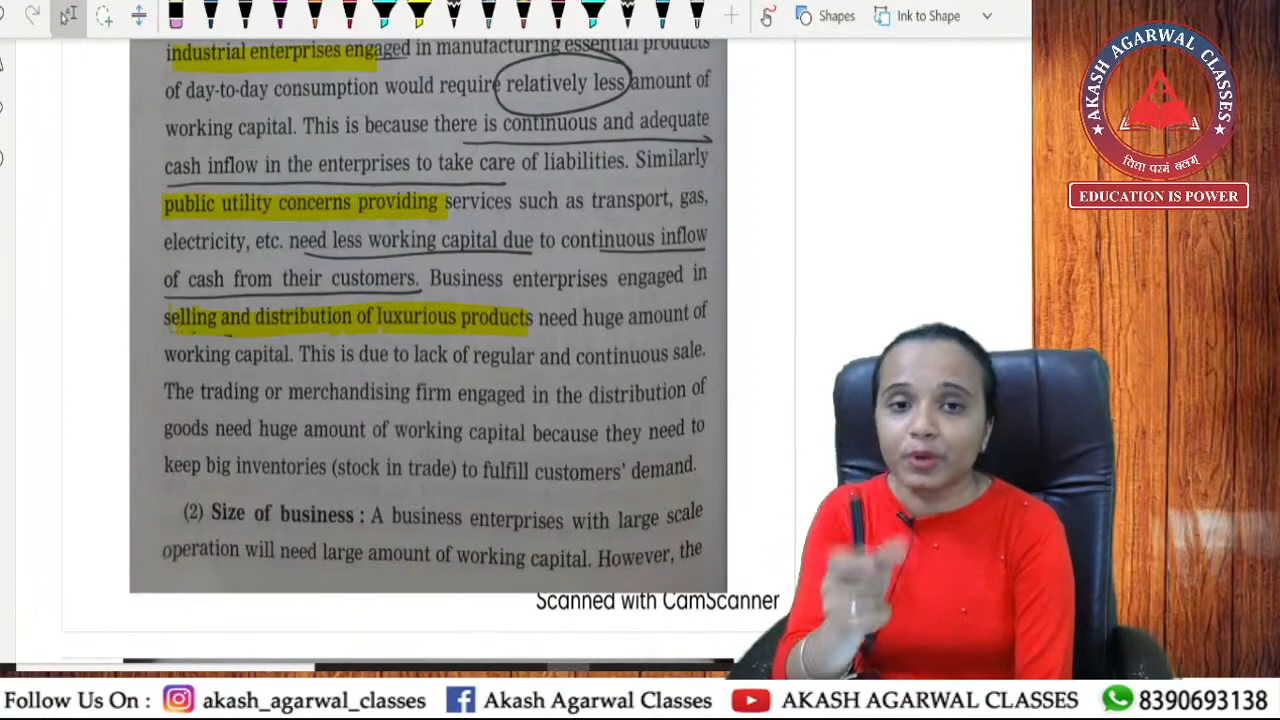 Shapes
Ink to Shape
industrial enterprises engaged in manufacturing essential products
of day-to-day consumption would require relatively less amount of
working capital. This is because there is continuous and adequate
cash inflow in the enterprises to take care of liabilities. Similarly
public utility concerns providing services such as transport, gas,
electricity, etc. need less working capital due to continuous inflow
of cash from their customers. Business enterprises engaged in
selling and distribution of luxurious products need huge amount of
working capital. This is due to lack of regular and continuous sale.
The trading or merchandising firm engaged in the distribution of
goods need huge amount of working capital because they need to
keep big inventories (stock in trade) to fulfill customers' demand.
(2) Size of business : A business enterprises with large scale
operation will need large amount of working capital. However, the
Scanned with CamScanner
AKASH AGARWAL CLASSES
विद्या परमं बलम्
EDUCATION IS POWER
Follow Us On : akash_agarwal_classes Akash Agarwal Classes AKASH AGARWAL CLASSES 8390693138